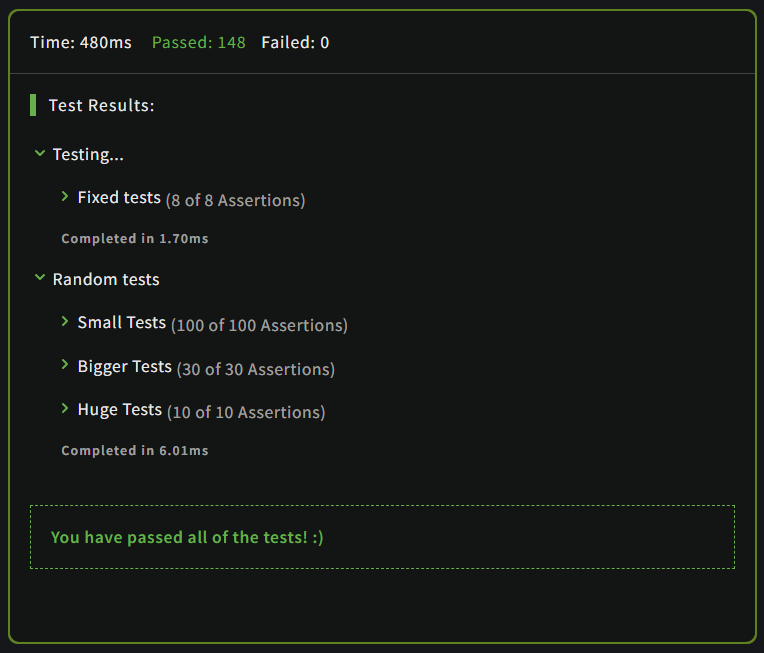 Time: 480ms Passed: 148 Failed: 0
Test Results:
Testing...
Fixed tests (8 of 8 Assertions)
Completed in 1.70ms
Random tests
Small Tests (100 of 100 Assertions)
Bigger Tests (30 of 30 Assertions)
Huge Tests (10 of 10 Assertions)
Completed in 6.01ms
You have passed all of the tests! :)